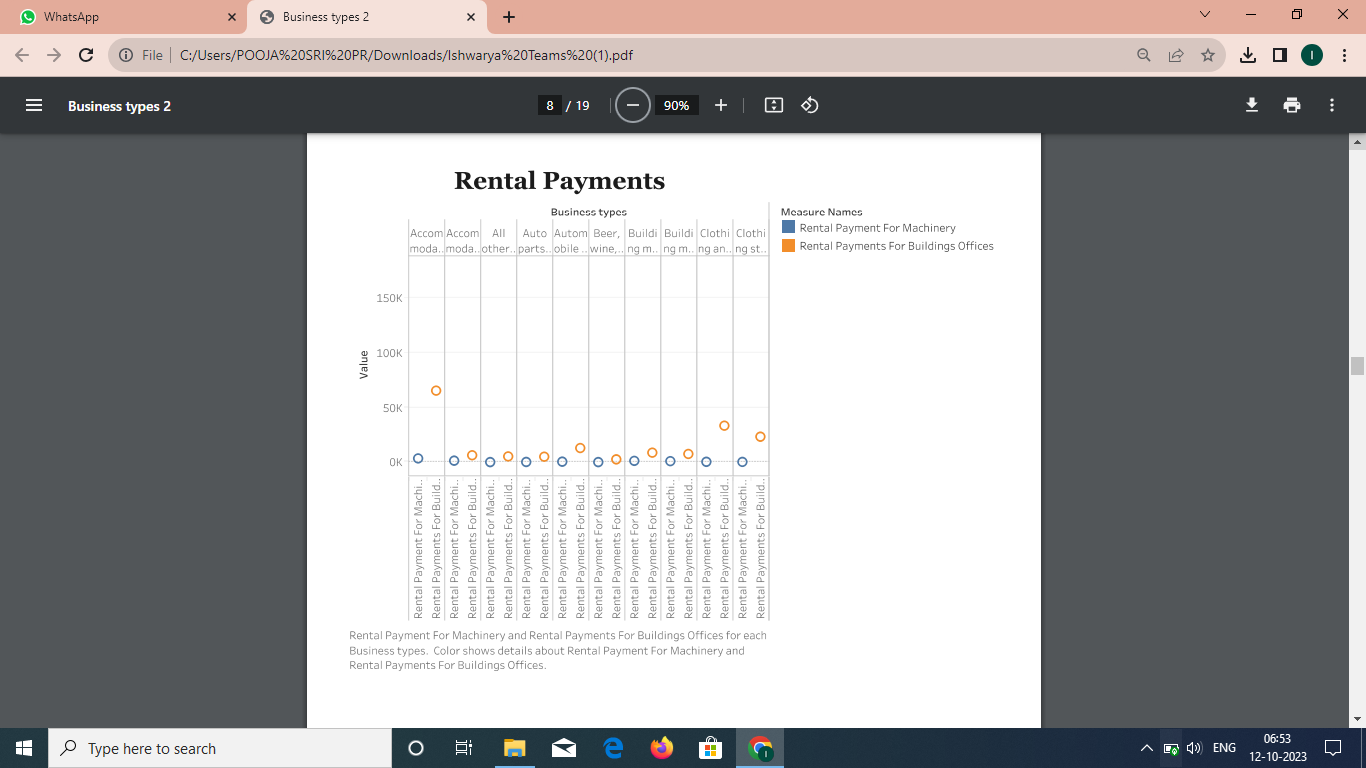 WhatsApp
Business types 2
File
C:/Users/POOJA%20SRI%20PR/Downloads/Ishwarya%20Teams%20(1).pdf
I
Business types 2
8 / 19
90%
Rental Payments
Business types
Accom moda..
Accom moda..
All other..
Auto parts..
Autom obile ..
Beer, wine,..
Buildi ng m..
Buildi ng m..
Clothi ng an..
Clothi ng st..
Measure Names
Rental Payment For Machinery
Rental Payments For Buildings Offices
Value
150K
100K
50K
0K
Rental Payment For Machi..
Rental Payments For Build..
Rental Payment For Machi..
Rental Payments For Build..
Rental Payment For Machi..
Rental Payments For Build..
Rental Payment For Machi..
Rental Payments For Build..
Rental Payment For Machi..
Rental Payments For Build..
Rental Payment For Machi..
Rental Payments For Build..
Rental Payment For Machi..
Rental Payments For Build..
Rental Payment For Machi..
Rental Payments For Build..
Rental Payment For Machi..
Rental Payments For Build..
Rental Payment For Machi..
Rental Payments For Build..
Rental Payment For Machinery and Rental Payments For Buildings Offices for each
Business types.  Color shows details about Rental Payment For Machinery and
Rental Payments For Buildings Offices.
Type here to search
ENG
06:53
12-10-2023